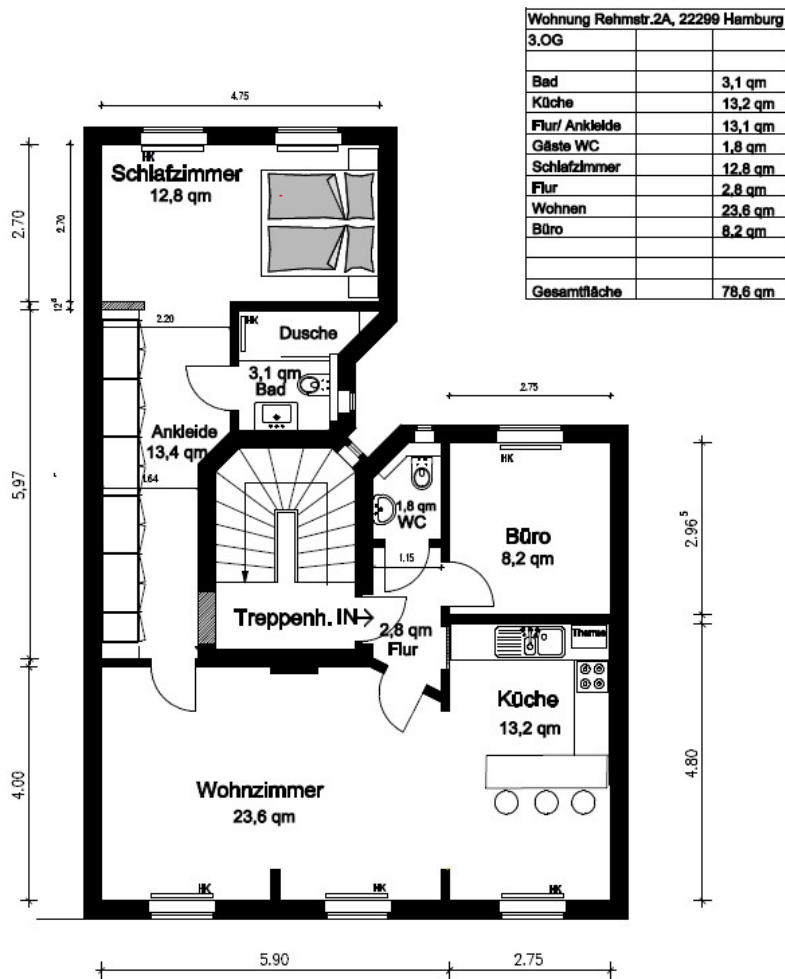 Wohnung Rehmstr.2A, 22299 Hamburg
3.OG
Bad 3,1 qm
Küche 13,2 qm
Flur/ Ankleide 13,1 qm
Gäste WC 1,8 qm
Schlafzimmer 12,8 qm
Flur 2,8 qm
Wohnen 23,6 qm
Büro 8,2 qm
Gesamtfläche 78,6 qm
4.75
HK
Schlafzimmer
12,8 qm
2.70
2.70
12⁵
2.20
HK
Dusche
3,1 qm
Bad
2.75
Ankleide
13,4 qm
HK
5,97
1.64
1,8 qm
WC
Büro
8,2 qm
2.96⁵
1.15
Treppenh. IN
2,8 qm
Flur
Therme
Küche
13,2 qm
4.00
4.80
Wohnzimmer
23,6 qm
HK
HK
HK
5.90
2.75